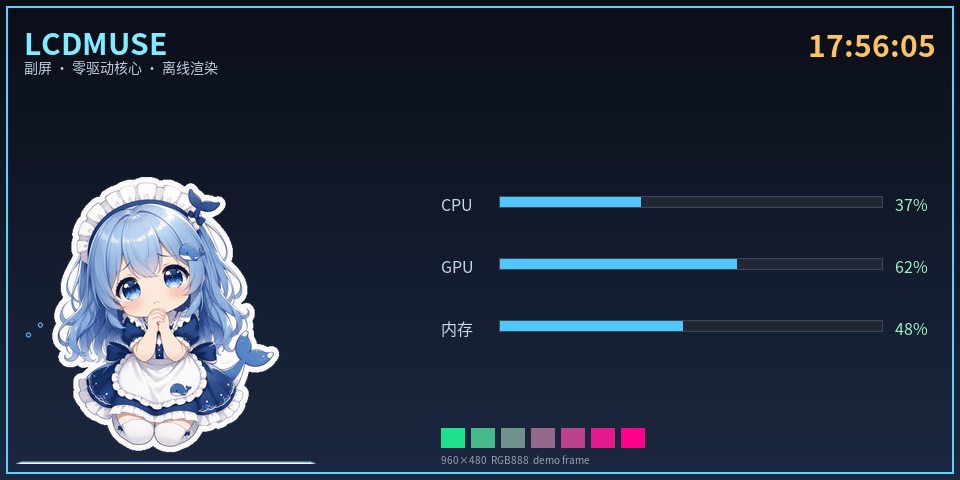 LCDMUSE
副屏 · 零驱动核心 · 离线渲染
17:56:05
CPU 37%
GPU 62%
内存 48%
960×480 RGB888 demo frame